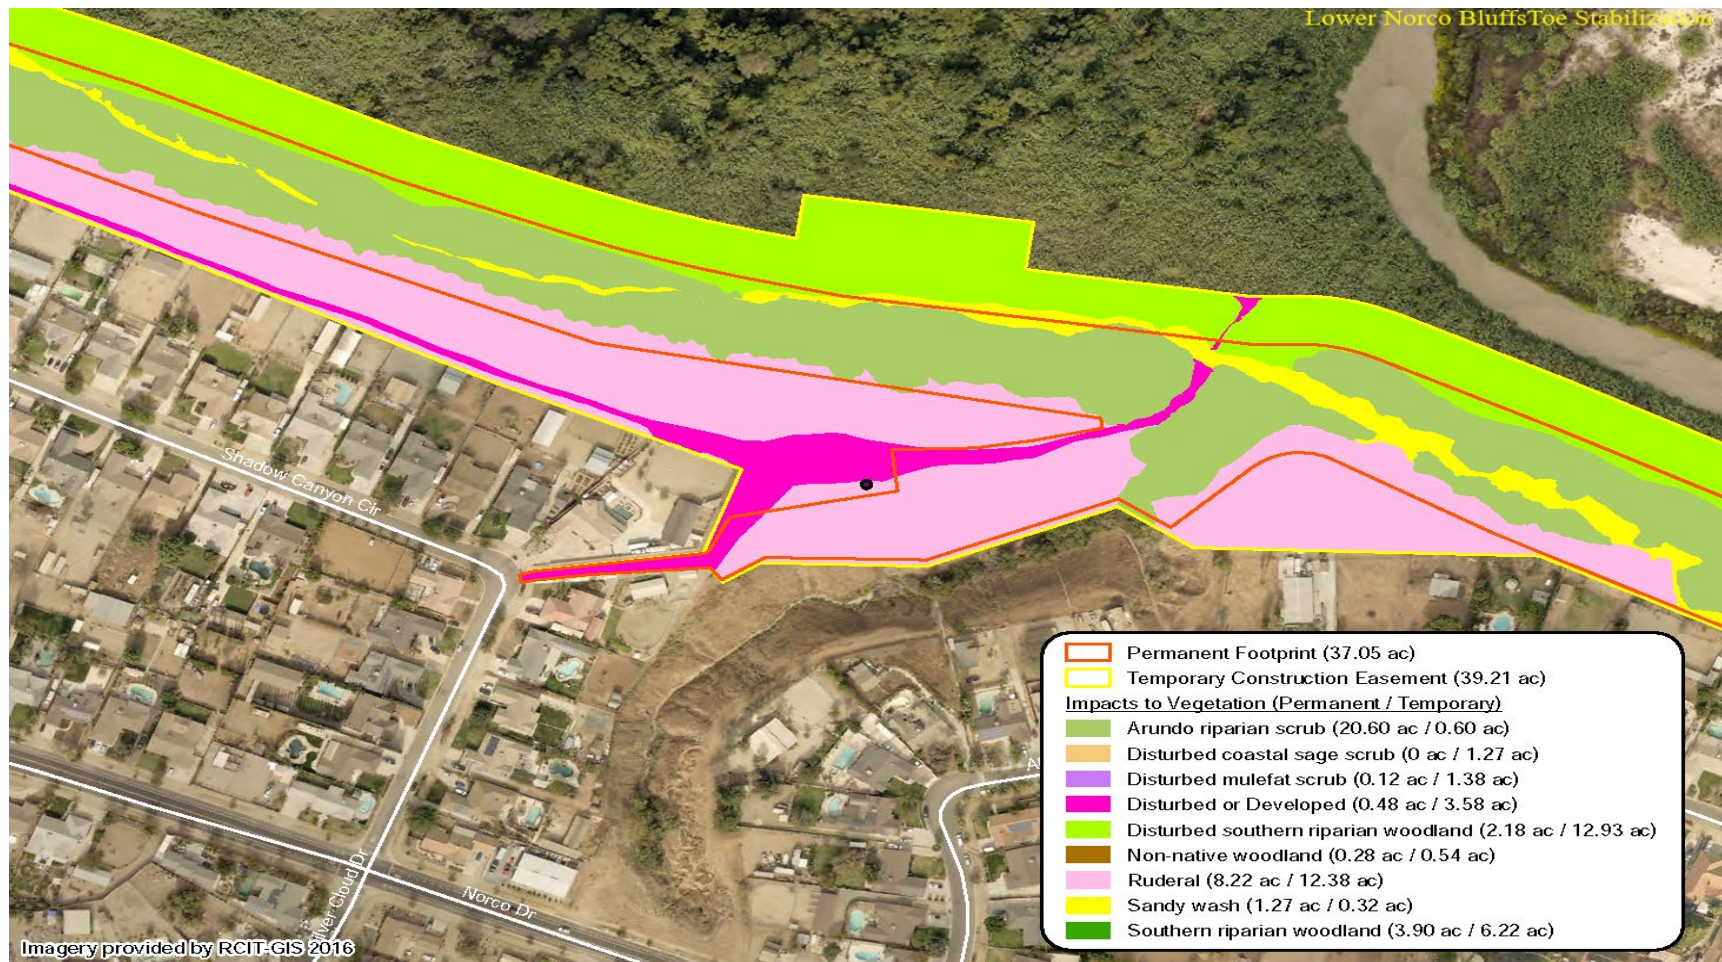 Lower Norco BluffsToe Stabilization
Shadow Canyon Cir
Silver Cloud Dr
Norco Dr
Permanent Footprint (37.05 ac)
Temporary Construction Easement (39.21 ac)
Impacts to Vegetation (Permanent / Temporary)
Arundo riparian scrub (20.60 ac / 0.60 ac)
Disturbed coastal sage scrub (0 ac / 1.27 ac)
Disturbed mulefat scrub (0.12 ac / 1.38 ac)
Disturbed or Developed (0.48 ac / 3.58 ac)
Disturbed southern riparian woodland (2.18 ac / 12.93 ac)
Non-native woodland (0.28 ac / 0.54 ac)
Ruderal (8.22 ac / 12.38 ac)
Sandy wash (1.27 ac / 0.32 ac)
Southern riparian woodland (3.90 ac / 6.22 ac)
Imagery provided by RCIT-GIS 2016